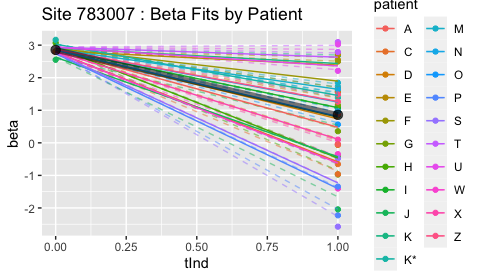 Site 783007 : Beta Fits by Patient
beta
3
2
1
0
-1
-2
0.00 0.25 0.50 0.75 1.00
tInd
patient
A
C
D
E
F
G
H
I
J
K
K*
M
N
O
P
S
T
U
W
X
Z